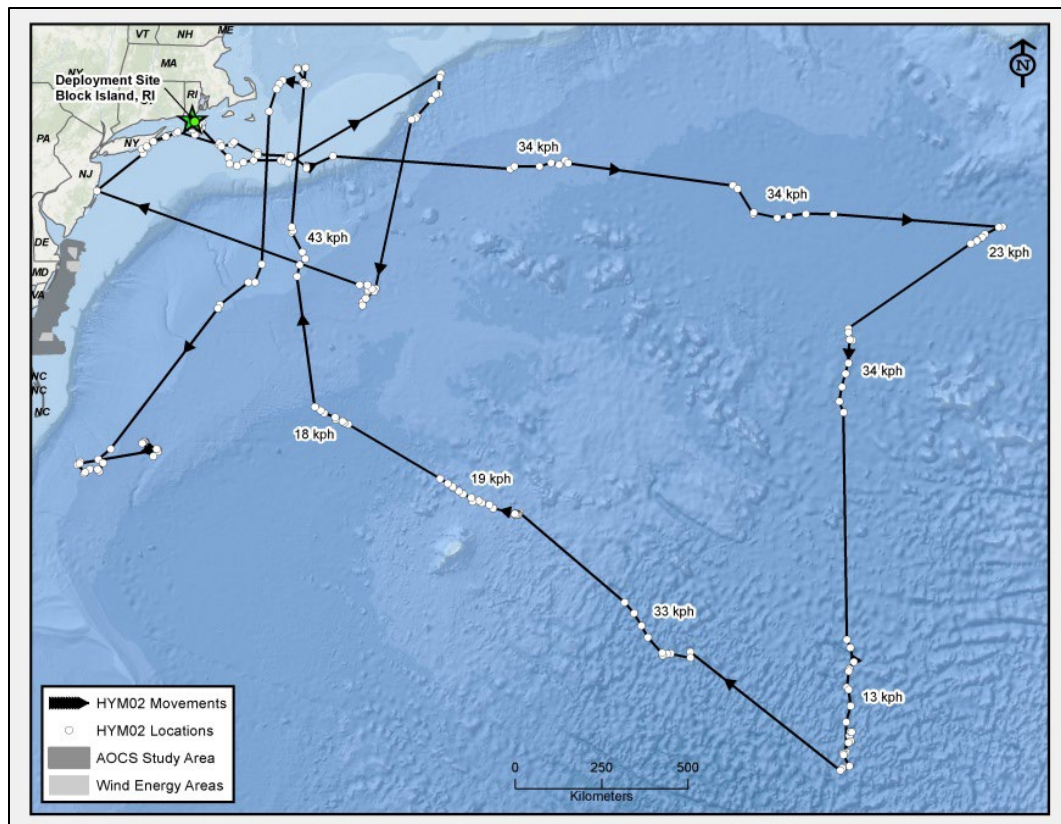 VT
NH
ME
NY
MA
Deployment Site
Block Island, RI
RI
PA
NY
NJ
DE
MD
VA
NC
NC
NC
N
34 kph
34 kph
23 kph
43 kph
34 kph
18 kph
19 kph
33 kph
13 kph
HYM02 Movements
HYM02 Locations
AOCS Study Area
Wind Energy Areas
0 250 500
Kilometers